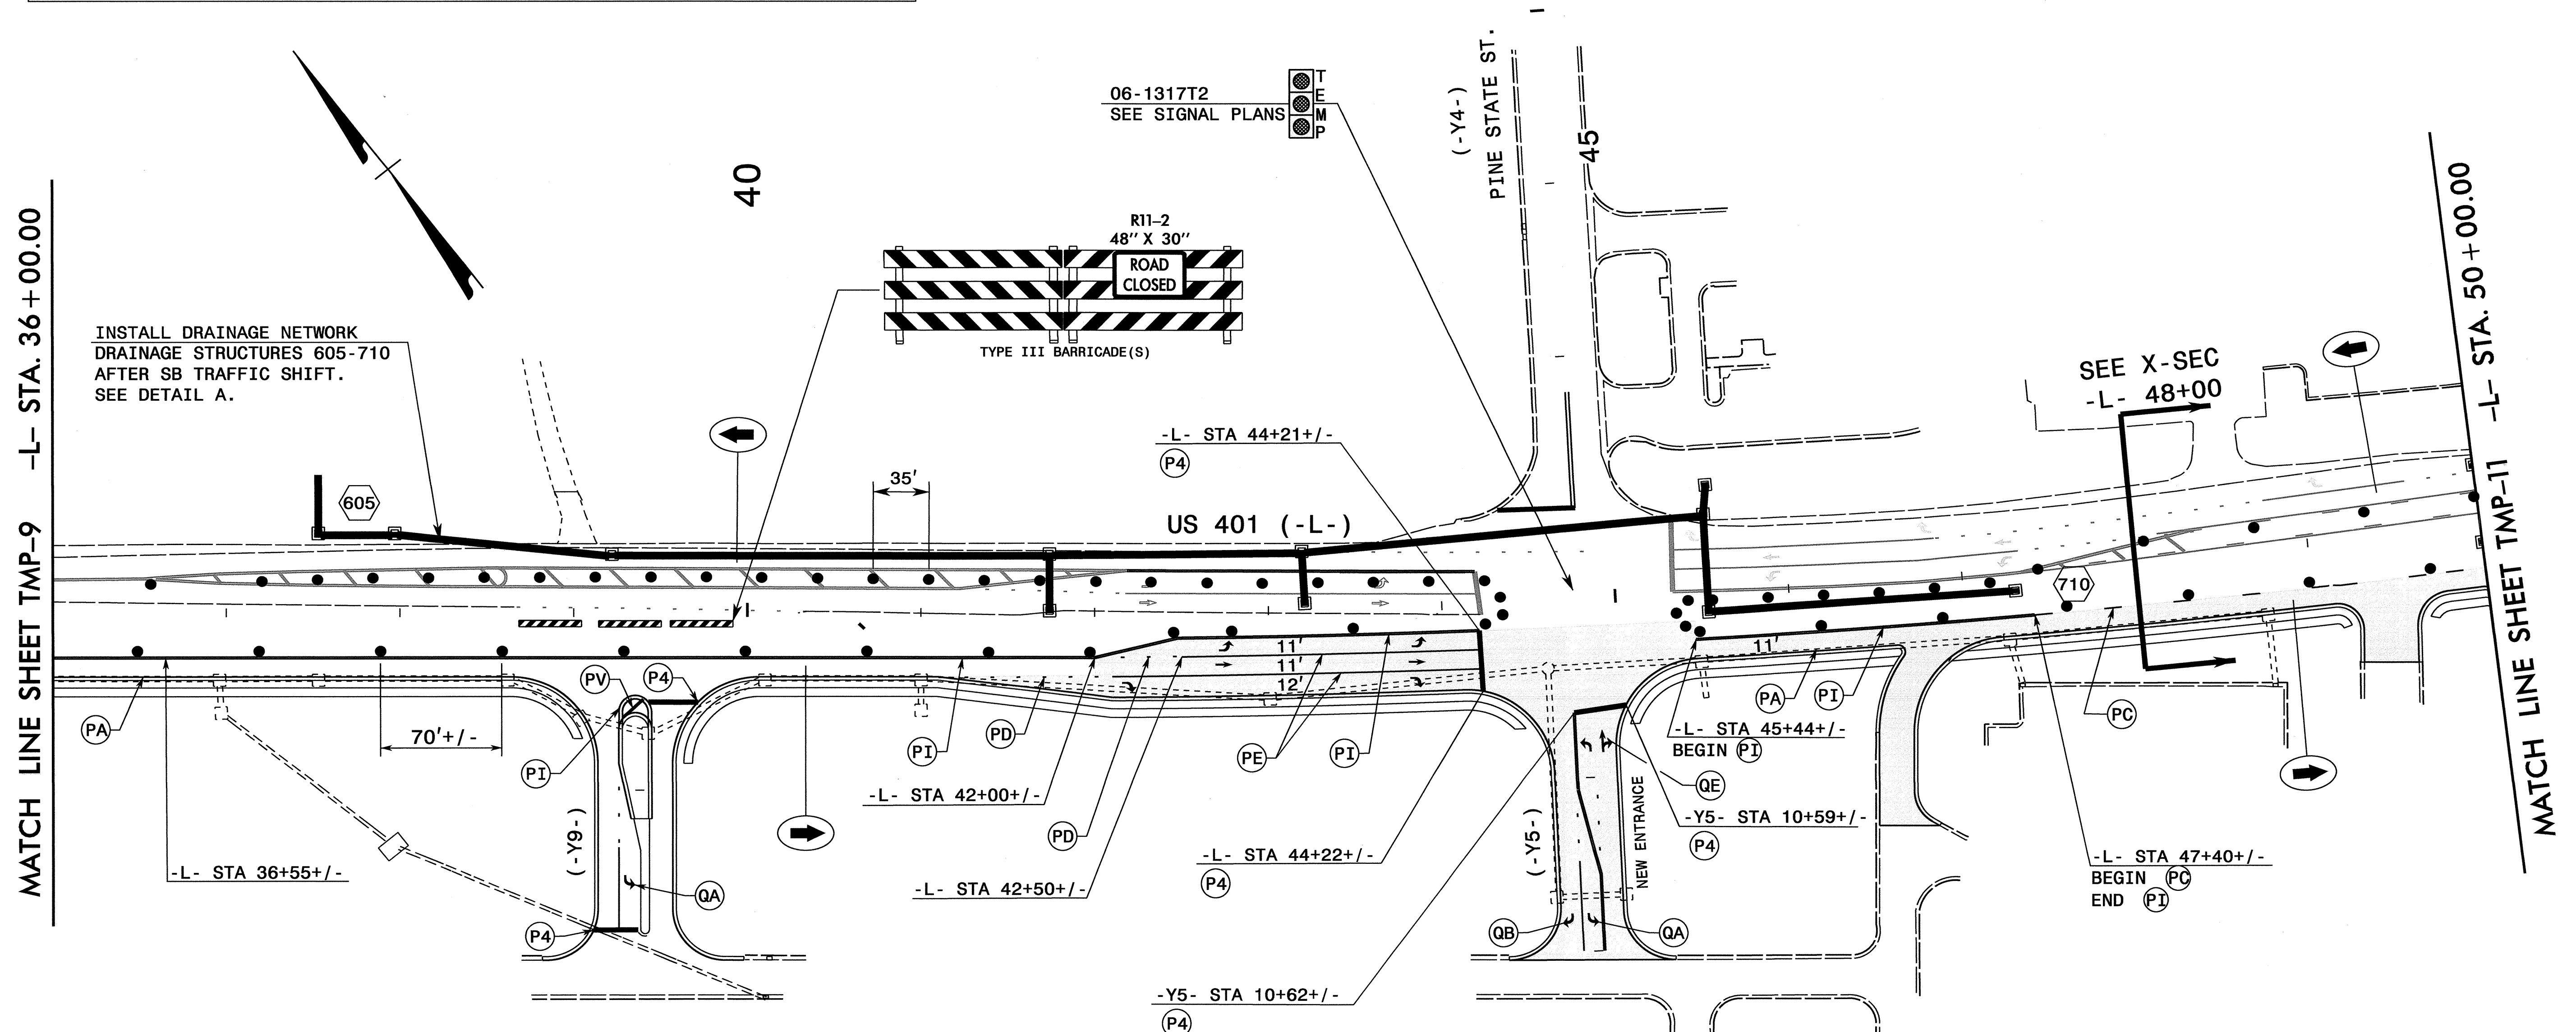 MATCH LINE SHEET TMP-9 -L- STA. 36+00.00
INSTALL DRAINAGE NETWORK
DRAINAGE STRUCTURES 605-710
AFTER SB TRAFFIC SHIFT.
SEE DETAIL A.
605
40
R11-2
48" X 30"
ROAD
CLOSED
TYPE III BARRICADE(S)
06-1317T2
SEE SIGNAL PLANS
T
E
M
P
(-Y4-)
PINE STATE ST.
45
-L- STA 44+21+/-
P4
35'
US 401 (-L-)
SEE X-SEC
-L- 48+00
710
MATCH LINE SHEET TMP-11 -L- STA. 50+00.00
11'
11'
12'
11'
PA
70'+/-
-L- STA 36+55+/-
PV
P4
PI
(-Y9-)
QA
P4
PI
PD
-L- STA 42+00+/-
PD
-L- STA 42+50+/-
PE
PI
-L- STA 44+22+/-
P4
(-Y5-)
NEW ENTRANCE
QB
QA
-Y5- STA 10+62+/-
P4
-L- STA 45+44+/-
BEGIN PI
QE
-Y5- STA 10+59+/-
P4
PA
PI
PC
-L- STA 47+40+/-
BEGIN PC
END PI